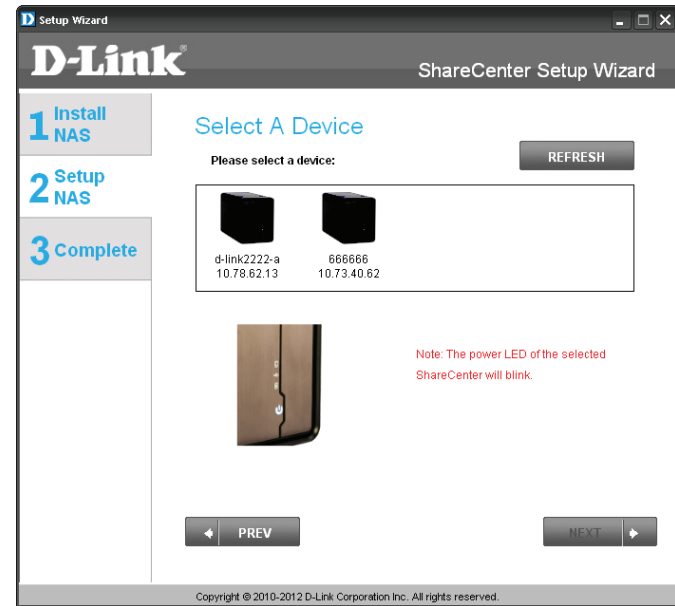 D Setup Wizard
D-Link®
ShareCenter Setup Wizard
1 Install
NAS
2 Setup
NAS
3 Complete
Select A Device
Please select a device:
REFRESH
d-link2222-a
10.78.62.13
666666
10.73.40.62
Note: The power LED of the selected
ShareCenter will blink.
PREV
NEXT
Copyright © 2010-2012 D-Link Corporation Inc. All rights reserved.